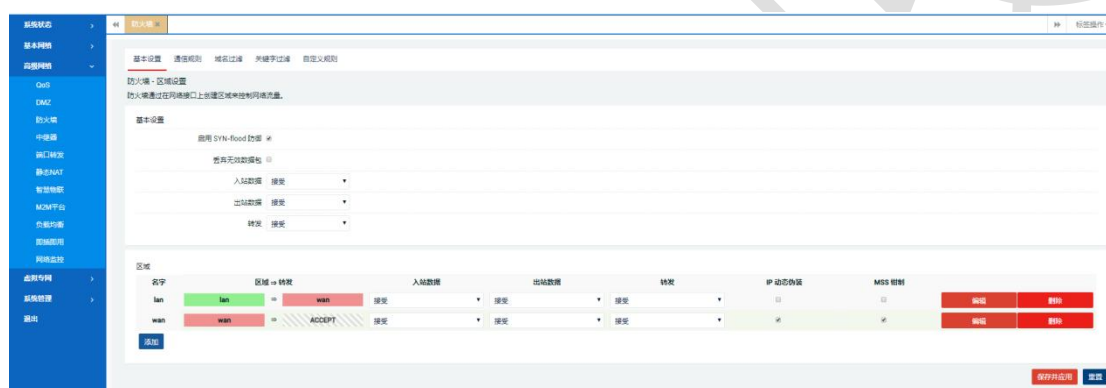 系统状态
防火墙
标签操作
基本网络
高级网络
QoS
DMZ
防火墙
中继器
端口转发
静态NAT
智慧物联
M2M平台
负载均衡
即插即用
网络监控
虚拟专网
系统管理
退出
基本设置 通信规则 域名过滤 关键字过滤 自定义规则
防火墙 - 区域设置
防火墙通过在网络接口上创建区域来控制网络流量。
基本设置
启用 SYN-flood 防御
丢弃无效数据包
入站数据 接受
出站数据 接受
转发 接受
区域
名字 区域 ⇒ 转发 入站数据 出站数据 转发 IP 动态伪装 MSS 钳制
lan lan ⇒ wan 接受 接受 接受 编辑 删除
wan wan ⇒ ACCEPT 接受 接受 接受 编辑 删除
添加
保存并应用 重置